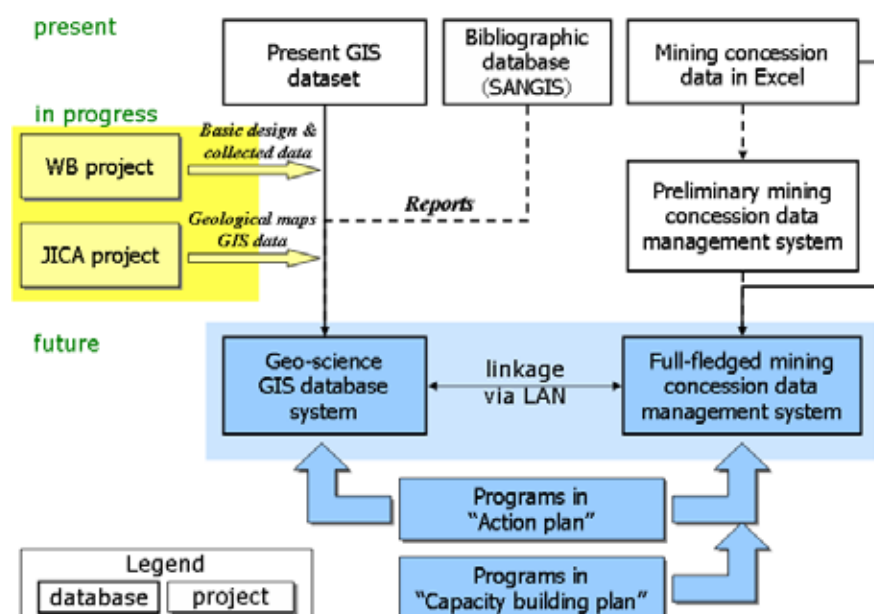 present
Present GIS
dataset
Bibliographic
database
(SANGIS)
Mining concession
data in Excel
in progress
WB project
Basic design &
collected data
JICA project
Geological maps
GIS data
Reports
Preliminary mining
concession data
management system
future
Geo-science
GIS database
system
linkage
via LAN
Full-fledged mining
concession data
management system
Programs in
“Action plan”
Programs in
“Capacity building plan”
Legend
database
project